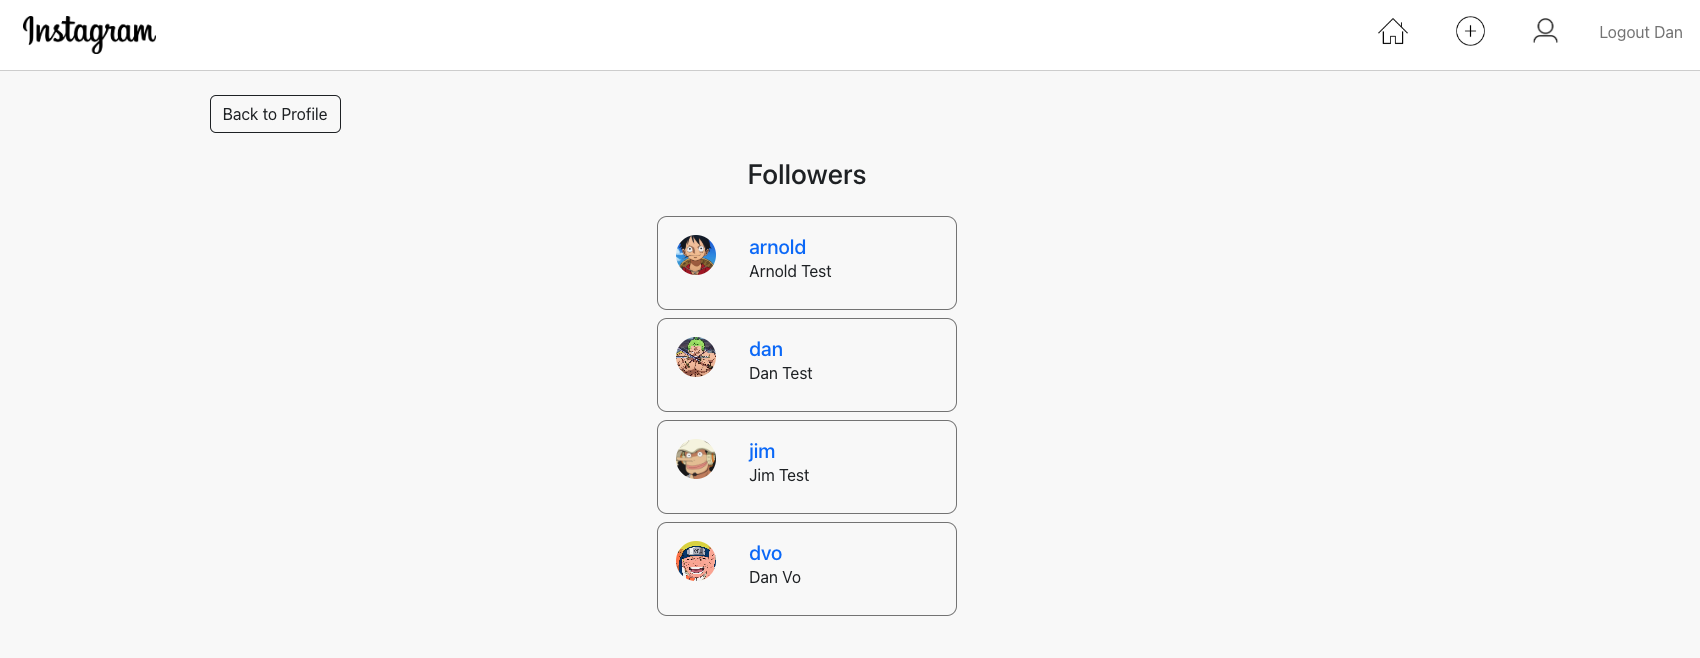 Instagram
Logout Dan
Back to Profile
Followers
arnold
Arnold Test
dan
Dan Test
jim
Jim Test
dvo
Dan Vo